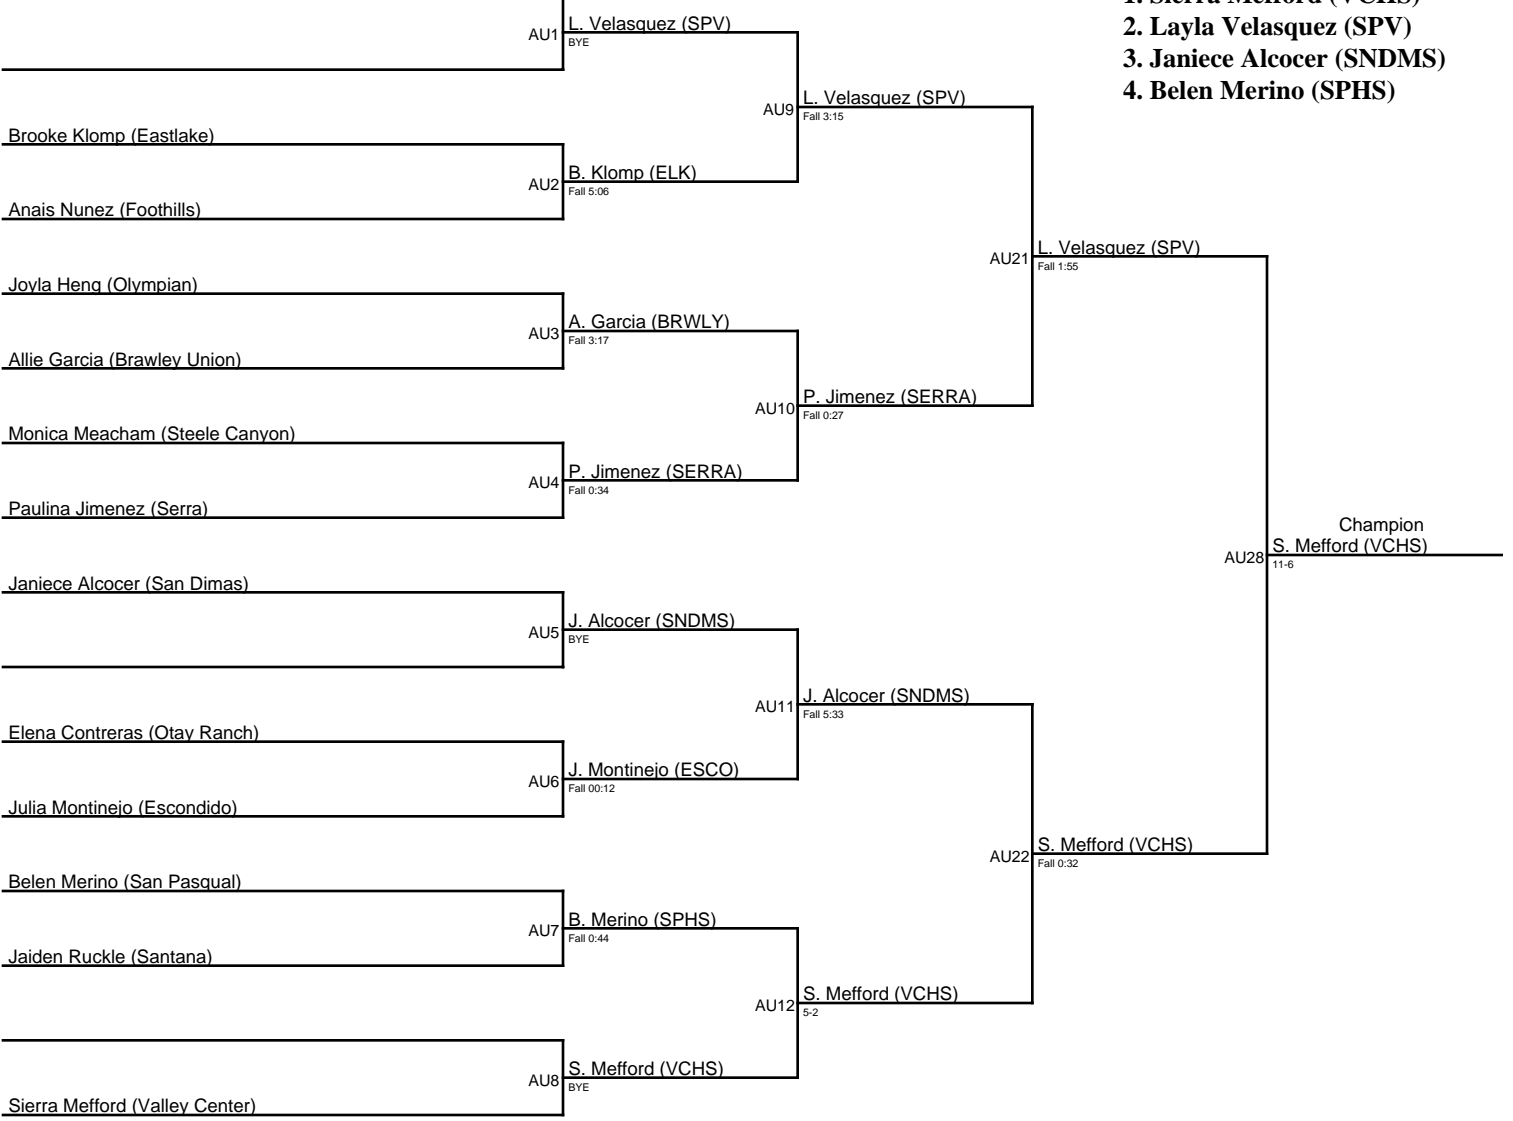 1. Sierra Mefford (VCHS)
2. Layla Velasquez (SPV)
3. Janiece Alcocer (SNDMS)
4. Belen Merino (SPHS)
AU1
L. Velasquez (SPV)
BYE
AU9
L. Velasquez (SPV)
Fall 3:15
Brooke Klomp (Eastlake)
AU2
B. Klomp (ELK)
Fall 5:06
Anais Nunez (Foothills)
AU21
L. Velasquez (SPV)
Fall 1:55
Joyla Heng (Olympian)
AU3
A. Garcia (BRWLY)
Fall 3:17
Allie Garcia (Brawley Union)
AU10
P. Jimenez (SERRA)
Fall 0:27
Monica Meacham (Steele Canyon)
AU4
P. Jimenez (SERRA)
Fall 0:34
Paulina Jimenez (Serra)
Champion
AU28
S. Mefford (VCHS)
11-6
Janiece Alcocer (San Dimas)
AU5
J. Alcocer (SNDMS)
BYE
AU11
J. Alcocer (SNDMS)
Fall 5:33
Elena Contreras (Otay Ranch)
AU6
J. Montinejo (ESCO)
Fall 00:12
Julia Montinejo (Escondido)
AU22
S. Mefford (VCHS)
Fall 0:32
Belen Merino (San Pasqual)
AU7
B. Merino (SPHS)
Fall 0:44
Jaiden Ruckle (Santana)
AU12
S. Mefford (VCHS)
5-2
AU8
S. Mefford (VCHS)
BYE
Sierra Mefford (Valley Center)